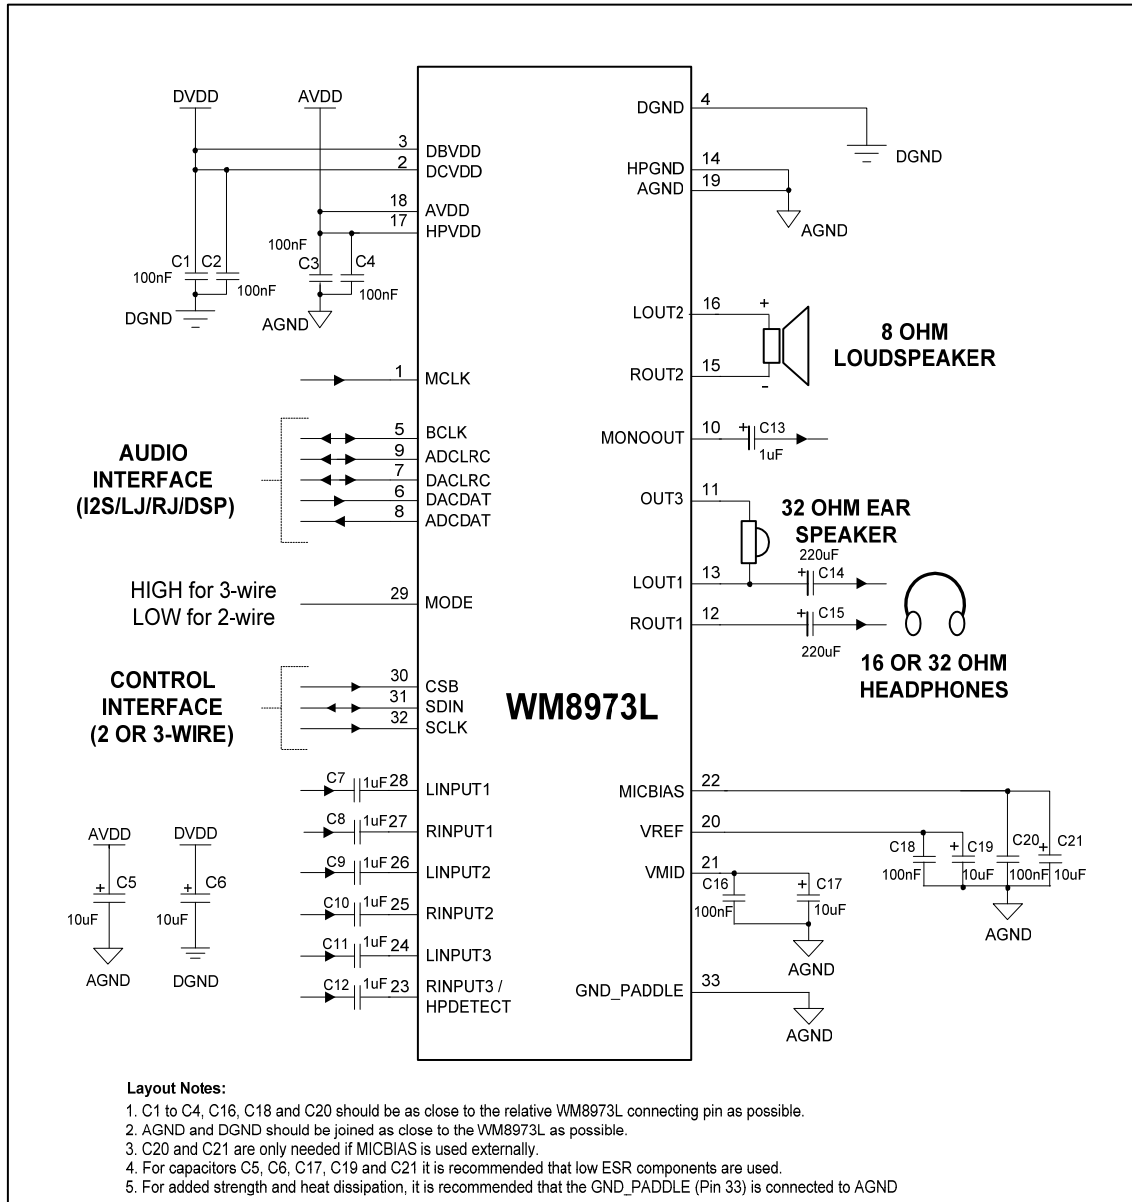 DVDD
AVDD
3
DBVDD
2
DCVDD
18
AVDD
17
HPVDD
100nF
C1
C2
C3
C4
100nF
100nF
100nF
DGND
AGND
1
MCLK
AUDIO
INTERFACE
(I2S/LJ/RJ/DSP)
5
BCLK
9
ADCLRC
7
DACLRC
6
DACDAT
8
ADCDAT
HIGH for 3-wire
LOW for 2-wire
29
MODE
CONTROL
INTERFACE
(2 OR 3-WIRE)
30
CSB
31
SDIN
32
SCLK
C7
1uF
28
LINPUT1
C8
1uF
27
RINPUT1
C9
1uF
26
LINPUT2
C10
1uF
25
RINPUT2
C11
1uF
24
LINPUT3
C12
1uF
23
RINPUT3 /
HPDETECT
AVDD
+
C5
10uF
AGND
DVDD
+
C6
10uF
DGND
WM8973L
DGND
4
DGND
HPGND
14
AGND
19
AGND
LOUT2
16
+
ROUT2
15
-
8 OHM
LOUDSPEAKER
MONOOUT
10
+
C13
1uF
OUT3
11
32 OHM EAR
SPEAKER
220uF
LOUT1
13
+
C14
ROUT1
12
+
C15
220uF
16 OR 32 OHM
HEADPHONES
MICBIAS
22
VREF
20
C18
100nF
+
C19
10uF
C20
100nF
+
C21
10uF
AGND
VMID
21
C16
100nF
+
C17
10uF
AGND
GND_PADDLE
33
AGND
Layout Notes:
1. C1 to C4, C16, C18 and C20 should be as close to the relative WM8973L connecting pin as possible.
2. AGND and DGND should be joined as close to the WM8973L as possible.
3. C20 and C21 are only needed if MICBIAS is used externally.
4. For capacitors C5, C6, C17, C19 and C21 it is recommended that low ESR components are used.
5. For added strength and heat dissipation, it is recommended that the GND_PADDLE (Pin 33) is connected to AGND